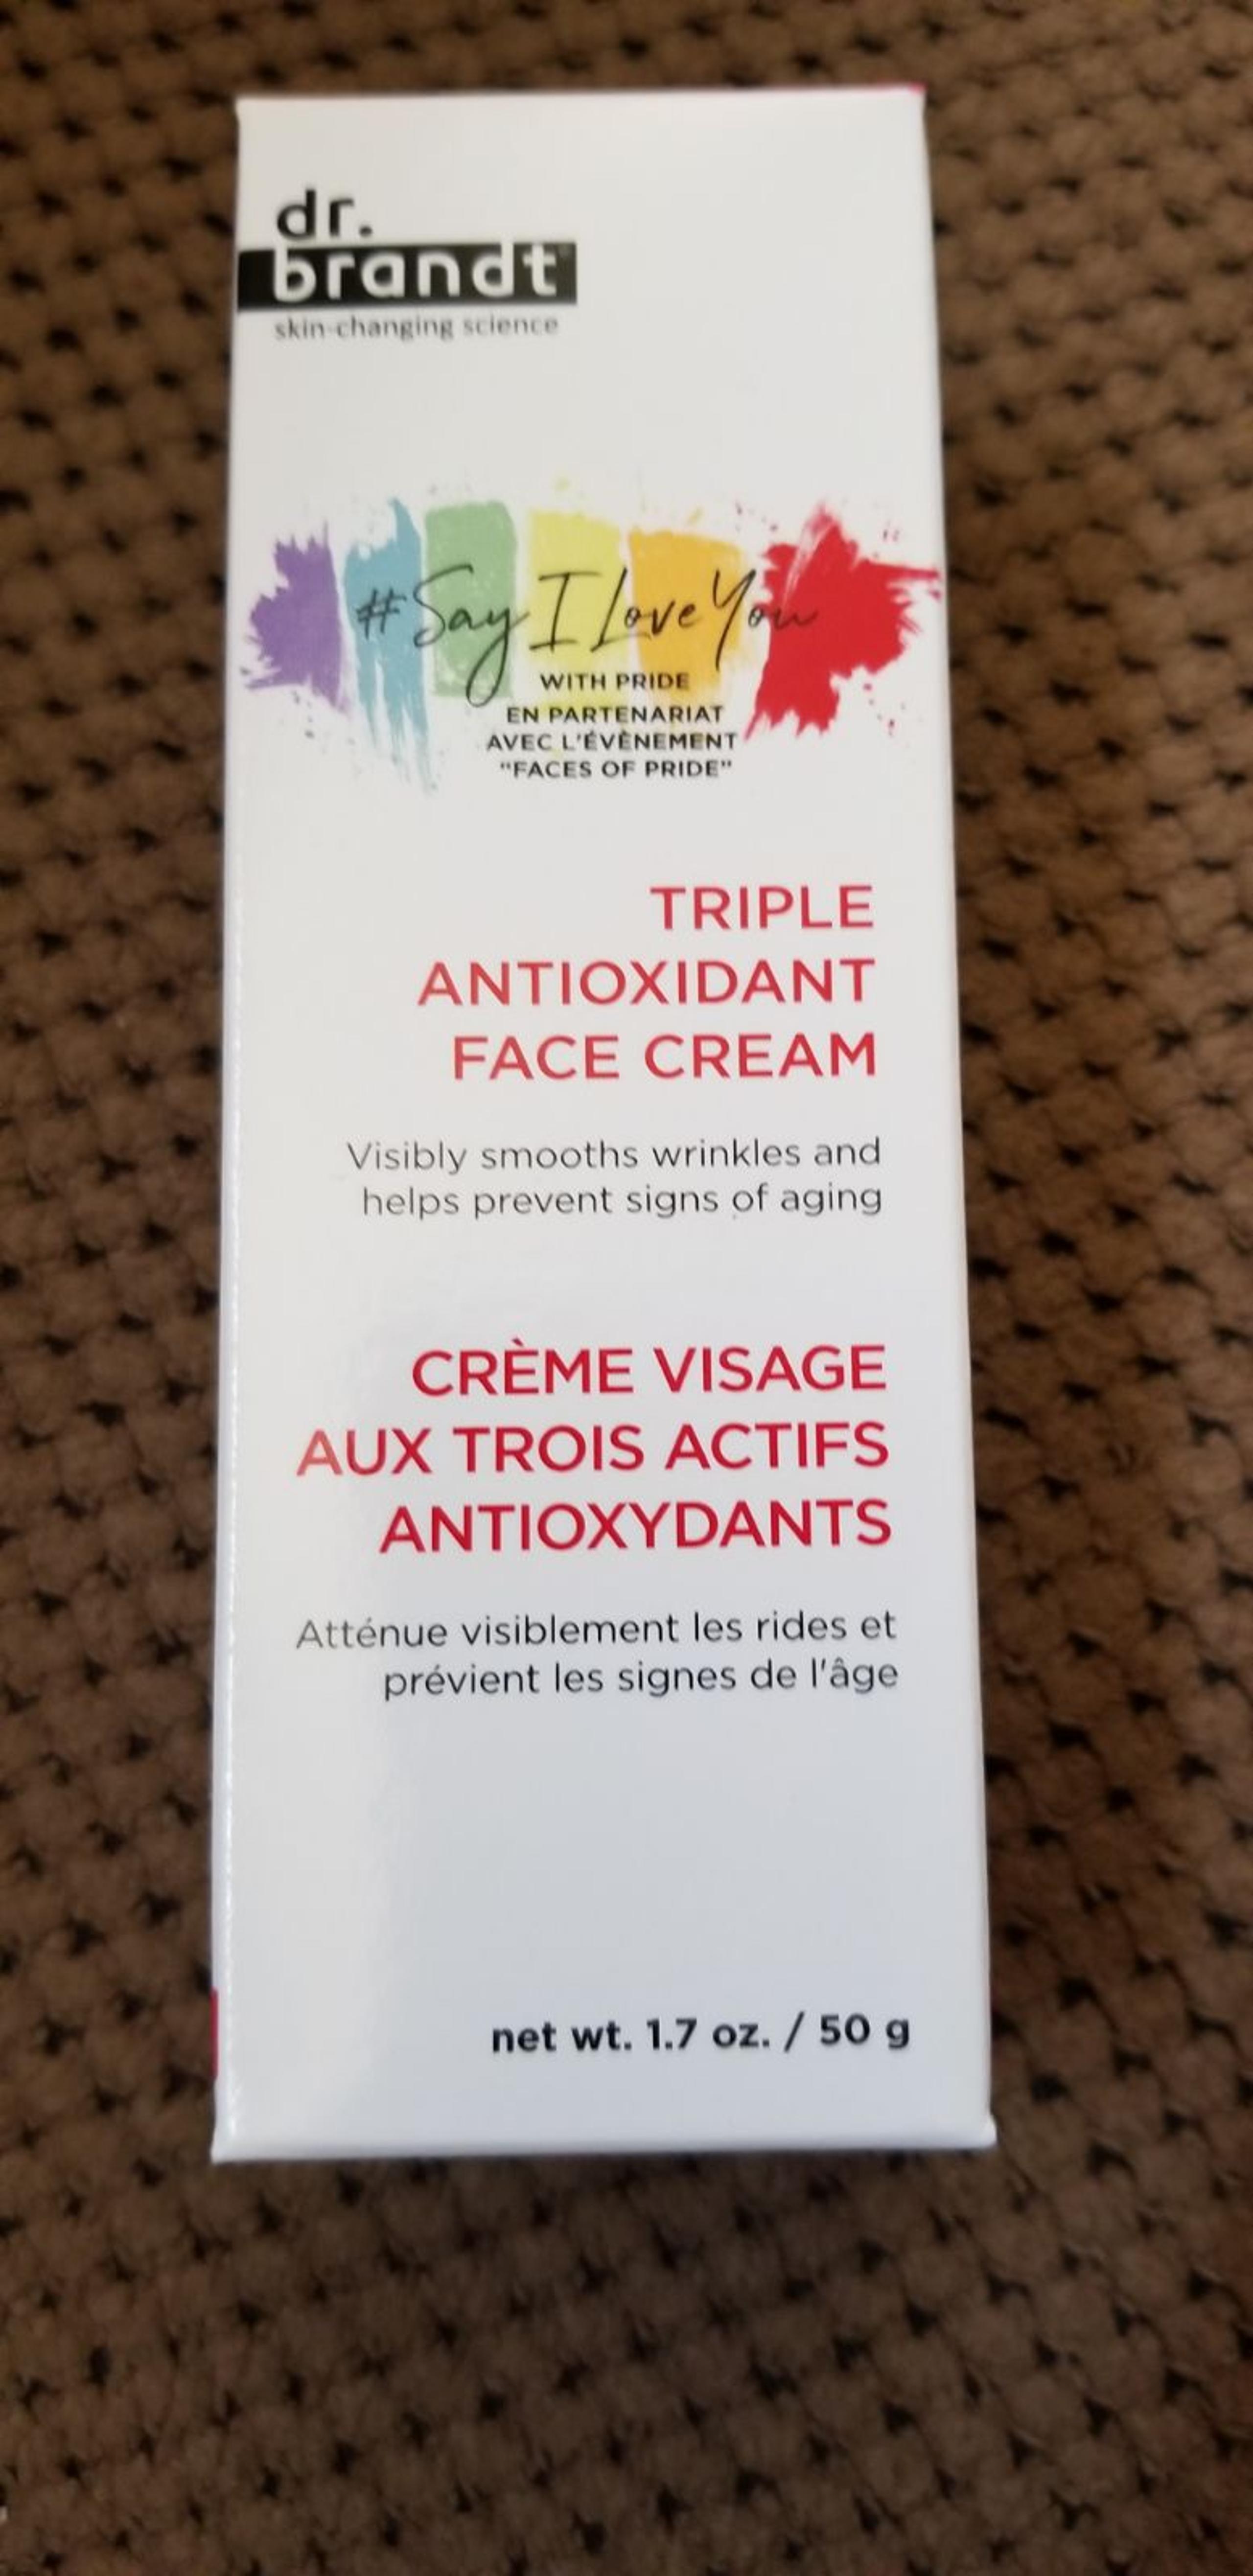 dr.
brandt
skin-changing science
#Say I Love You
WITH PRIDE
EN PARTENARIAT
AVEC L'ÉVÈNEMENT
"FACES OF PRIDE"
TRIPLE
ANTIOXIDANT
FACE CREAM
Visibly smooths wrinkles and
helps prevent signs of aging
CRÈME VISAGE
AUX TROIS ACTIFS
ANTIOXYDANTS
Atténue visiblement les rides et
prévient les signes de l'âge
net wt. 1.7 oz. / 50 g